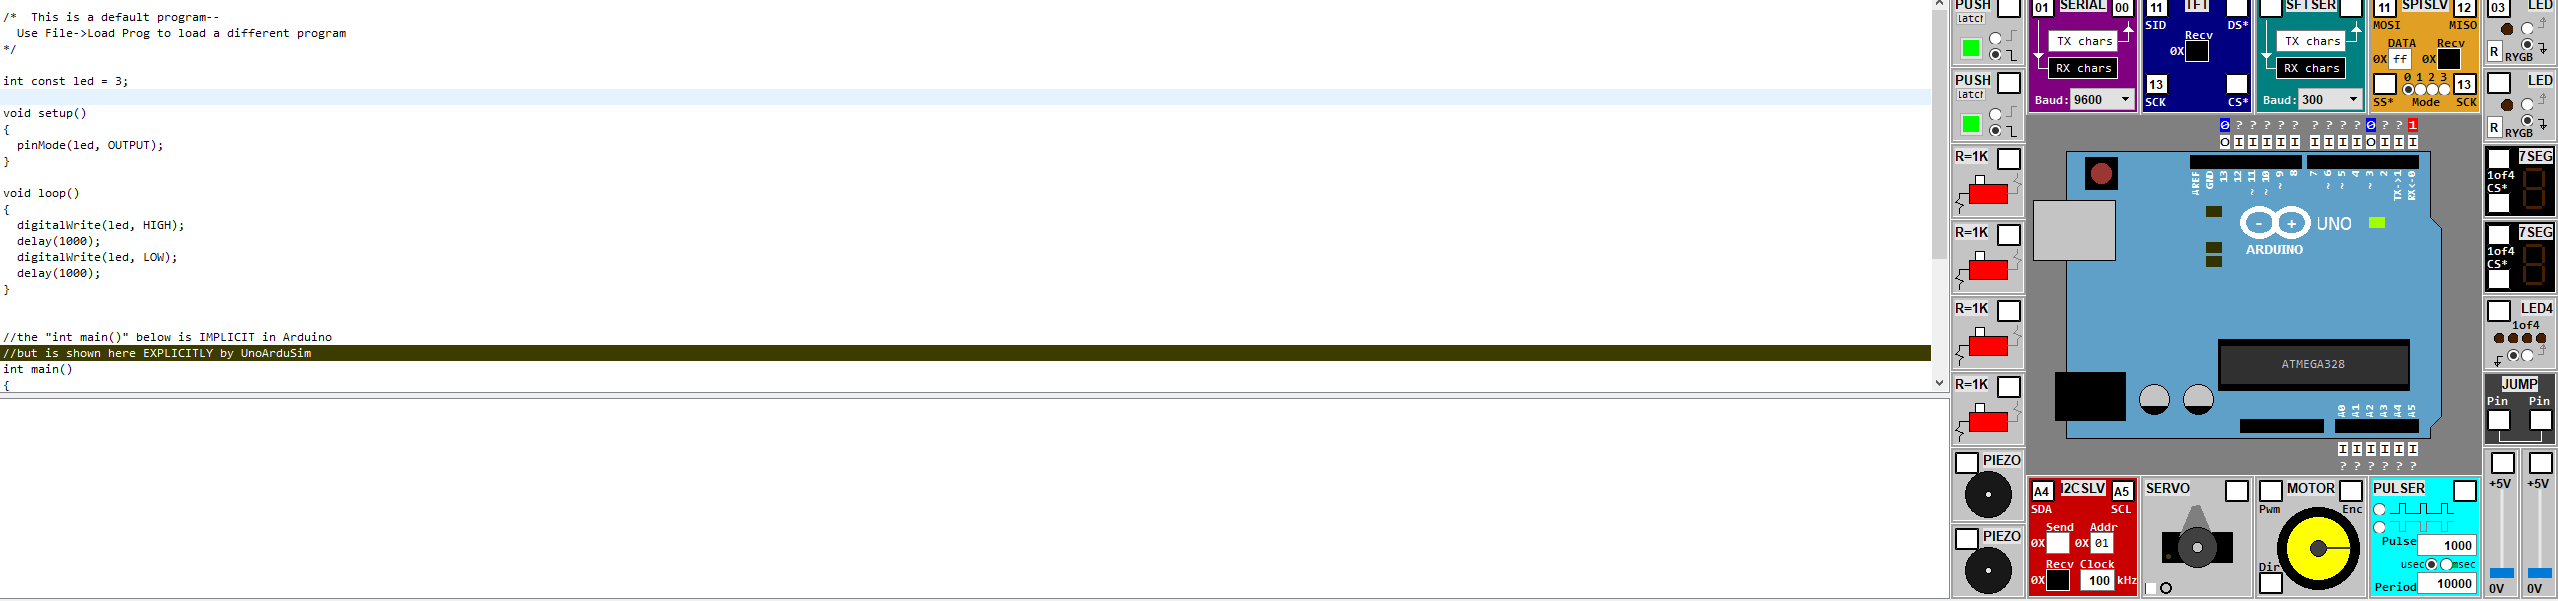 /*  This is a default program--
  Use File->Load Prog to load a different program
*/
int const led = 3;
void setup()
{
  pinMode(led, OUTPUT);
}
void loop()
{
  digitalWrite(led, HIGH);
  delay(1000);
  digitalWrite(led, LOW);
  delay(1000);
}
//the "int main()" below is IMPLICIT in Arduino
//but is shown here EXPLICITLY by UnoArduSim
int main()
{
PUSH
latch
PUSH
latch
R=1K
R=1K
R=1K
R=1K
PIEZO
PIEZO
01 SERIAL 00
TX chars
RX chars
Baud: 9600
11 TFT
SID DS*
Recv
0X
13
SCK CS*
SFTSER
TX chars
RX chars
Baud: 300
11 SPISLV 12
MOSI MISO
DATA Recv
0X ff 0X
0 1 2 3
13
SS* Mode SCK
0 ? ? ? ? ? ? ? ? ? 0 ? ? 1
O I I I I I I I I I O I I I
AREF
GND
13
12
~11
~10
~9
8
7
~6
~5
4
~3
2
TX->1
RX<-0
UNO
ARDUINO
ATMEGA328
A0
A1
A2
A3
A4
A5
I I I I I I
? ? ? ? ? ?
A4 I2CSLV A5
SDA SCL
Send Addr
0X 0X 01
Recv Clock
0X 100 kHz
SERVO
MOTOR
Pwm Enc
Dir
PULSER
Pulse 1000
usec msec
Period 10000
03 LED
R RYGB
LED
R RYGB
7SEG
1of4
CS*
7SEG
1of4
CS*
LED4
1of4
JUMP
Pin Pin
+5V +5V
0V 0V